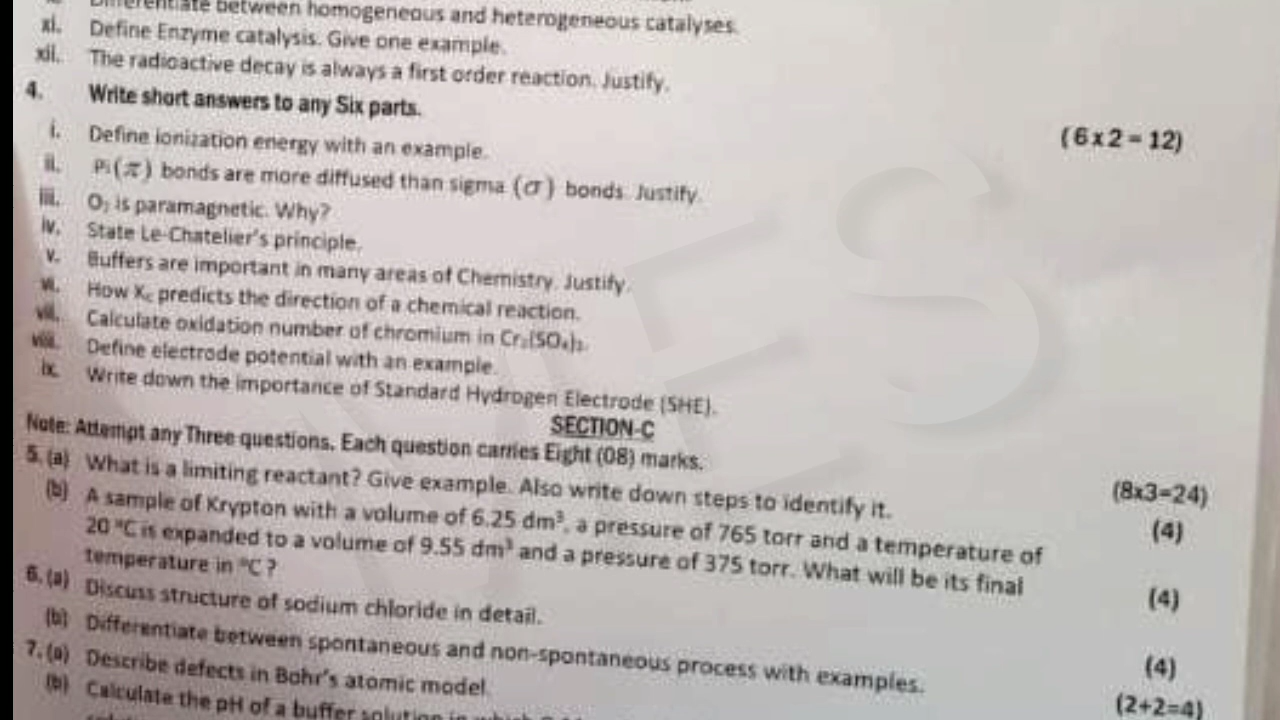 Differentiate between homogeneous and heterogeneous catalyses.
xi. Define Enzyme catalysis. Give one example.
xii. The radioactive decay is always a first order reaction. Justify.
4. Write short answers to any Six parts. (6x2=12)
i. Define ionization energy with an example.
ii. Pi (π) bonds are more diffused than sigma (σ) bonds. Justify.
iii. O₂ is paramagnetic. Why?
iv. State Le-Chatelier's principle.
v. Buffers are important in many areas of Chemistry. Justify.
vi. How Kc predicts the direction of a chemical reaction.
vii. Calculate oxidation number of chromium in Cr₂(SO₄)₃.
viii. Define electrode potential with an example.
ix. Write down the importance of Standard Hydrogen Electrode (SHE).
SECTION-C
Note: Attempt any Three questions. Each question carries Eight (08) marks. (8x3=24)
5. (a) What is a limiting reactant? Give example. Also write down steps to identify it. (4)
(b) A sample of Krypton with a volume of 6.25 dm³, a pressure of 765 torr and a temperature of
20 °C is expanded to a volume of 9.55 dm³ and a pressure of 375 torr. What will be its final
temperature in °C? (4)
6. (a) Discuss structure of sodium chloride in detail. (4)
(b) Differentiate between spontaneous and non-spontaneous process with examples. (2+2=4)
7. (a) Describe defects in Bohr's atomic model.
(b) Calculate the pH of a buffer solution in which
VES